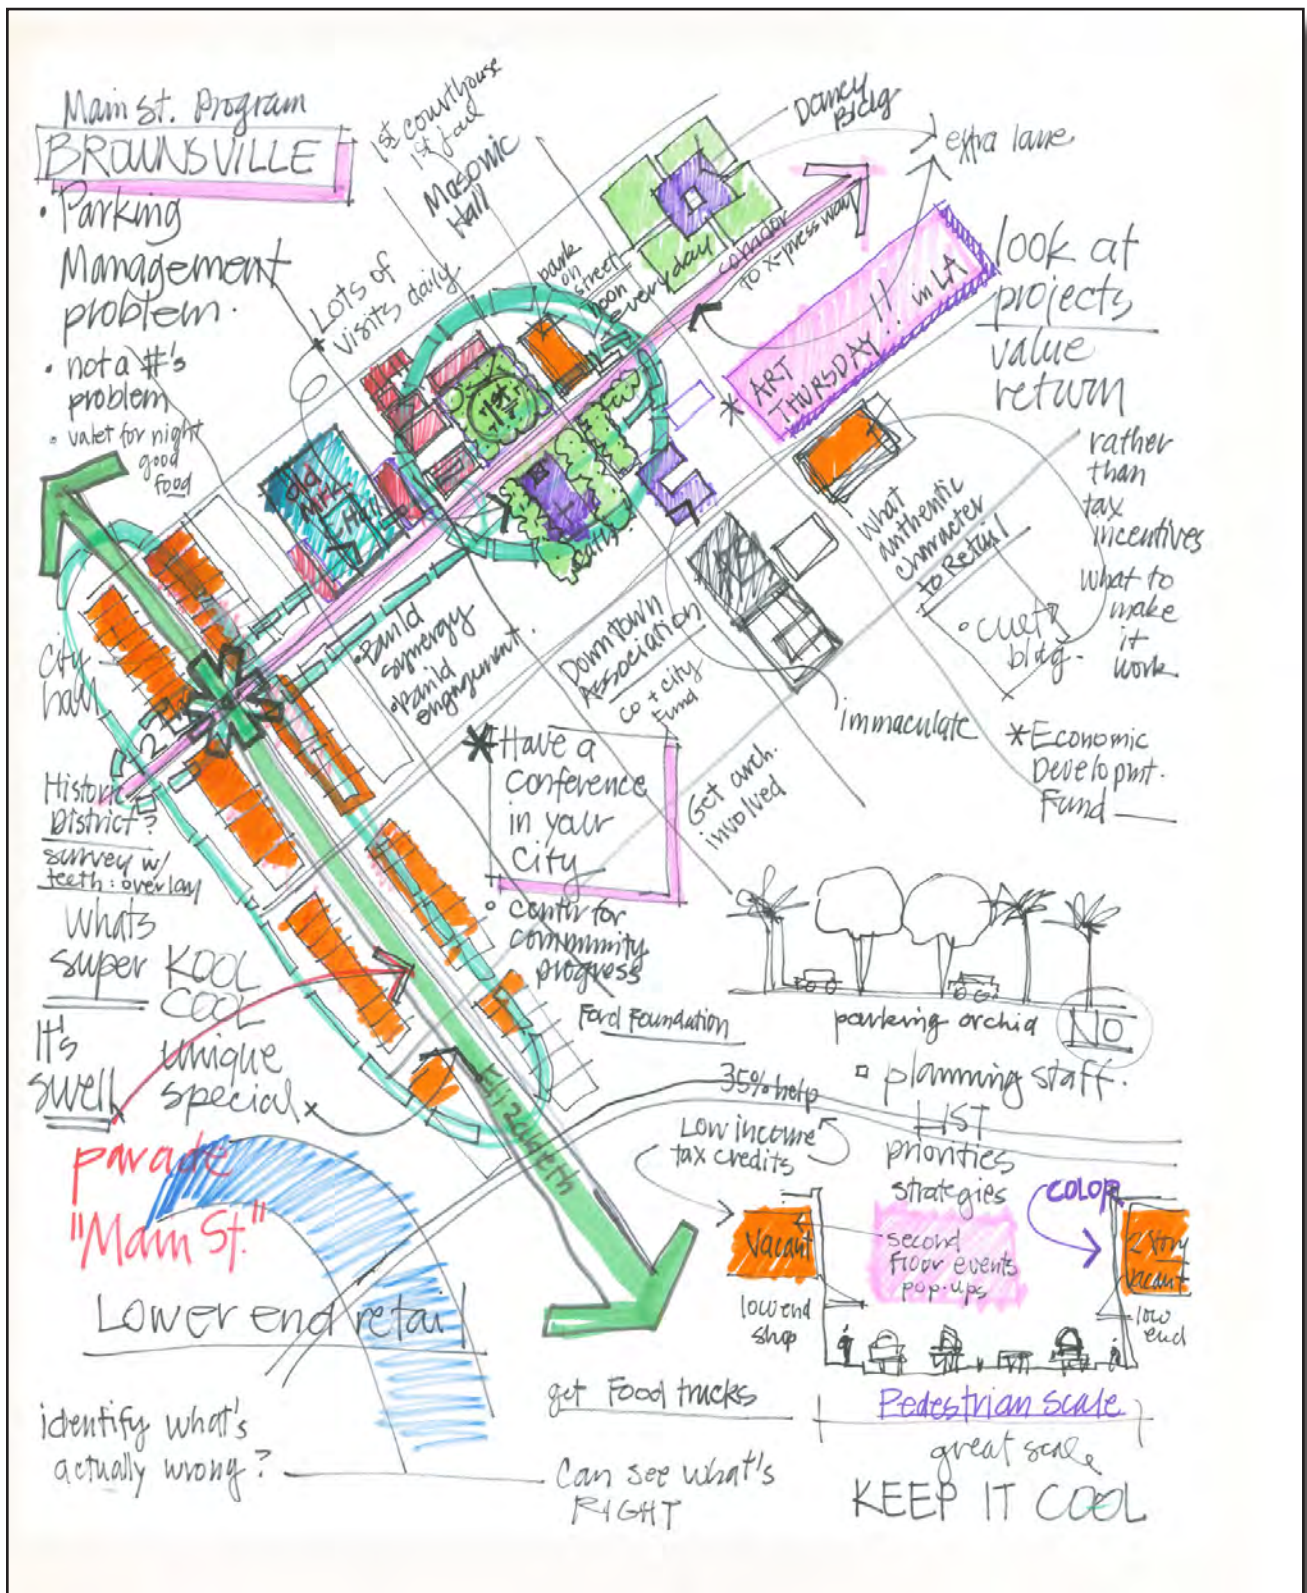 Main St. Program
BROWNSVILLE
• Parking
Management
problem.
• not a #'s
problem
• valet for night
good
food
1st courthouse
1st jail
Masonic
Hall
Lots of
visits daily
Dancy
Bldg
extra lane
park
on
street
noon
every day
corridor
to x-press way
look at
projects
value
return
* ART
THURSDAY!! in LA
rather
than
tax
incentives
what to
make
it
work
Old
Mkt
What
authentic
character
to Retail
bldg.
City
hall
• Build
synergy
• Build
engagement.
Downtown
Association
co + city
fund
immaculate
* Economic
Developmt.
Fund
Historic
District?
survey w/
teeth: overlay
* Have a
conference
in your
city
Get arch.
involved
° center for
community
progress
Ford Foundation
Whats
super
KOOL
COOL
It's
swell
unique
special x
parking orchid
NO
planning staff.
35% help
LIST
priorities
strategies
Low income
tax credits
Elizabeth
parade
"Main St."
Lower end retail
COLOR
Vacant
second
floor events
pop-ups
2 Story
vacant
low end
shop
low
end
get Food trucks
Pedestrian Scale
great scale
KEEP IT COOL
identify what's
actually wrong?
Can see what's
RIGHT